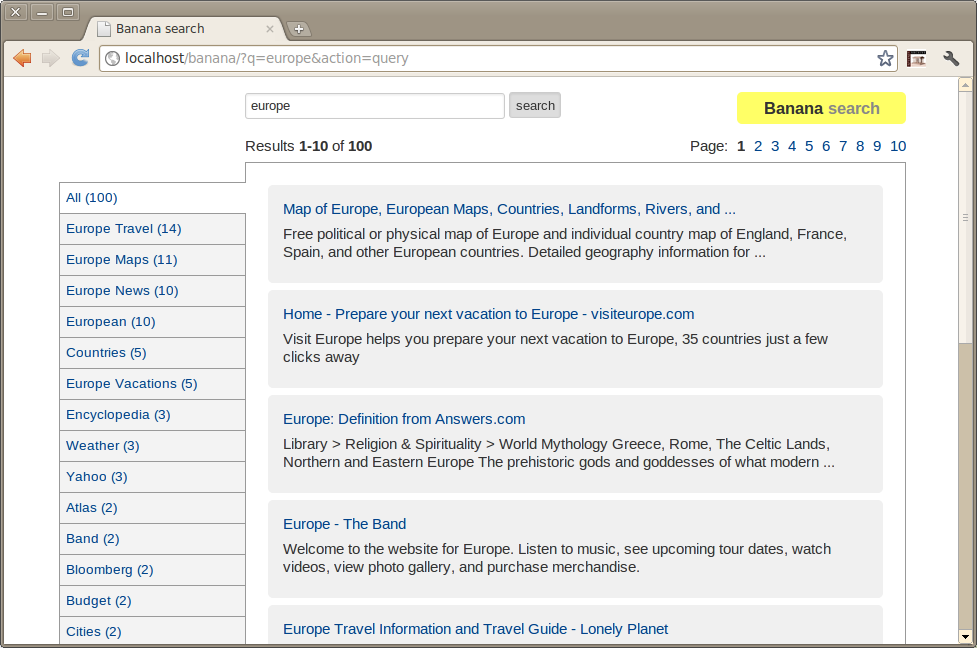 Banana search
localhost/banana/?q=europe&action=query
europe search Banana search
Results 1-10 of 100 Page: 1 2 3 4 5 6 7 8 9 10
All (100)
Europe Travel (14)
Europe Maps (11)
Europe News (10)
European (10)
Countries (5)
Europe Vacations (5)
Encyclopedia (3)
Weather (3)
Yahoo (3)
Atlas (2)
Band (2)
Bloomberg (2)
Budget (2)
Cities (2)
Map of Europe, European Maps, Countries, Landforms, Rivers, and ...
Free political or physical map of Europe and individual country map of England, France,
Spain, and other European countries. Detailed geography information for ...
Home - Prepare your next vacation to Europe - visiteurope.com
Visit Europe helps you prepare your next vacation to Europe, 35 countries just a few
clicks away
Europe: Definition from Answers.com
Library > Religion & Spirituality > World Mythology Greece, Rome, The Celtic Lands,
Northern and Eastern Europe The prehistoric gods and goddesses of what modern ...
Europe - The Band
Welcome to the website for Europe. Listen to music, see upcoming tour dates, watch
videos, view photo gallery, and purchase merchandise.
Europe Travel Information and Travel Guide - Lonely Planet